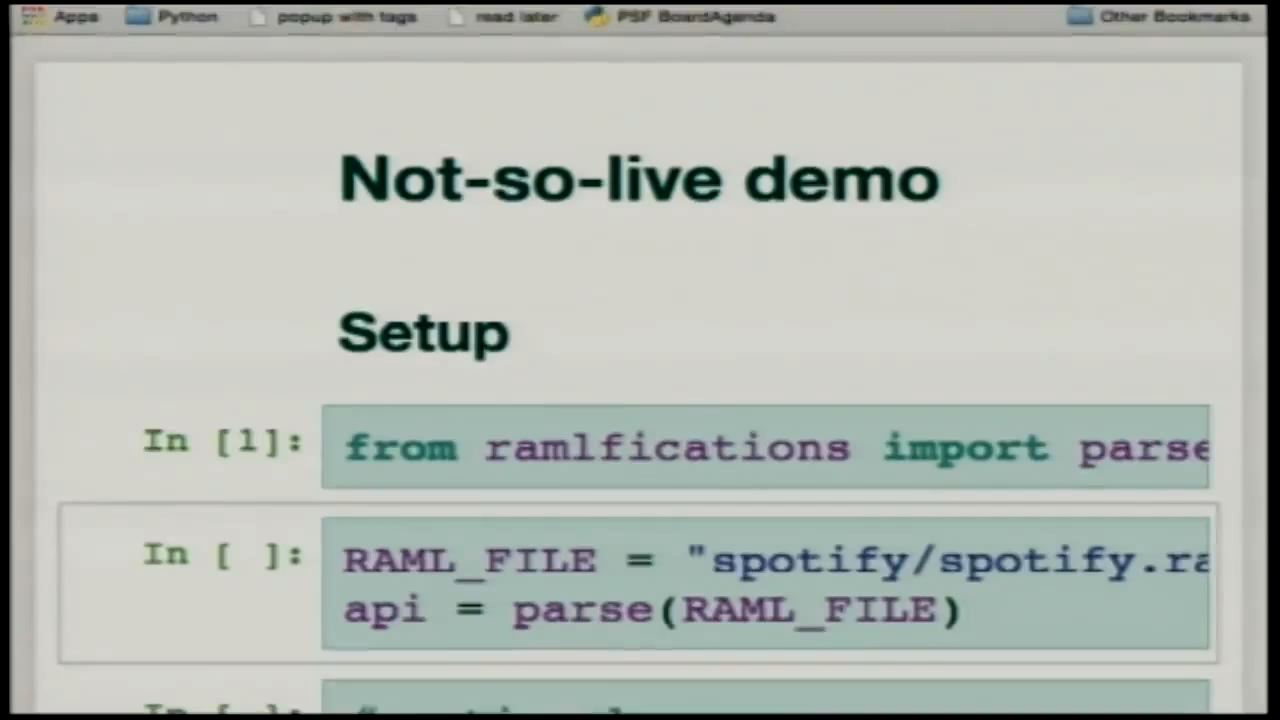 Apps Python popup with tags read later PSF BoardAgenda Other Bookmarks
Not-so-live demo
Setup
In [1]: from ramlfications import parse
In [ ]: RAML_FILE = "spotify/spotify.ra
api = parse(RAML_FILE)
In [ ]: